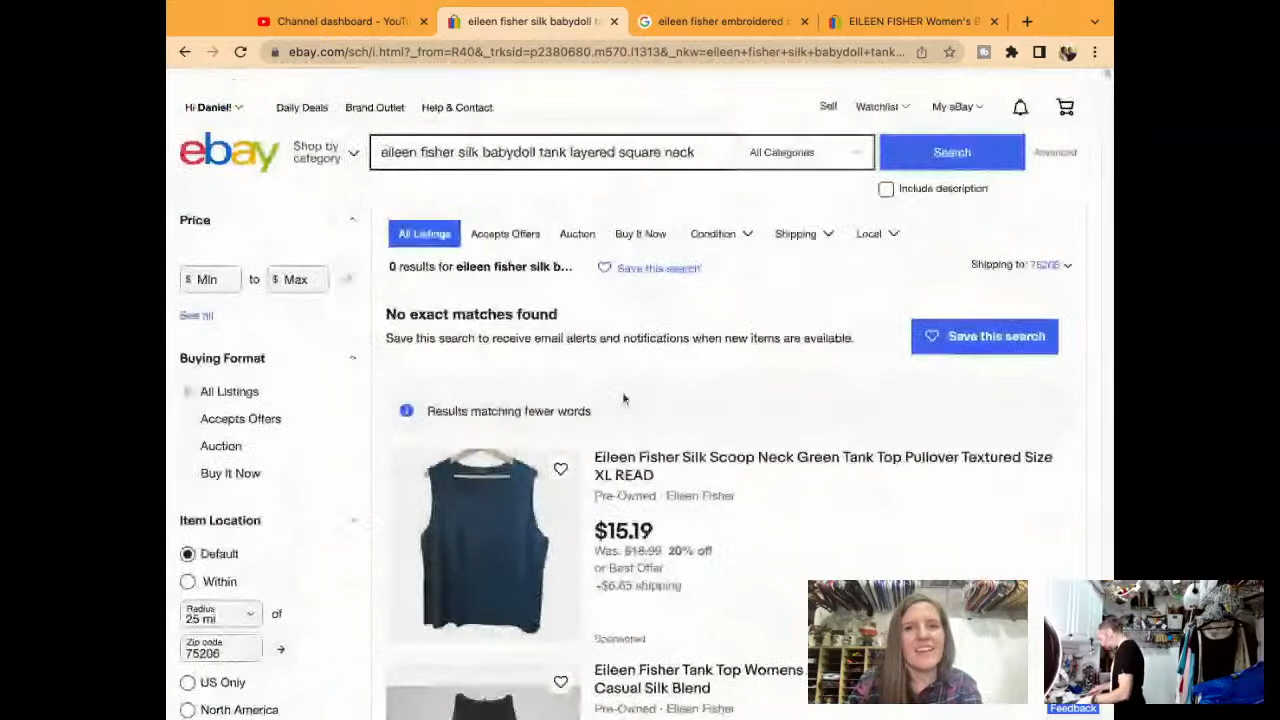 Channel dashboard - YouTu
eileen fisher silk babydoll ta
eileen fisher embroidered s
EILEEN FISHER Women's B
ebay.com/sch/i.html?_from=R40&_trksid=p2380680.m570.l1313&_nkw=eileen+fisher+silk+babydoll+tank...
Hi Daniel!
Daily Deals
Brand Outlet
Help & Contact
Sell
Watchlist
My eBay
ebay
Shop by
category
eileen fisher silk babydoll tank layered square neck
All Categories
Search
Advanced
Include description
Price
All Listings
Accepts Offers
Auction
Buy It Now
Condition
Shipping
Local
0 results for eileen fisher silk b...
Save this search
Shipping to: 75206
$ Min
to
$ Max
See all
No exact matches found
Save this search to receive email alerts and notifications when new items are available.
Save this search
Buying Format
All Listings
Accepts Offers
Auction
Buy It Now
Results matching fewer words
Eileen Fisher Silk Scoop Neck Green Tank Top Pullover Textured Size
XL READ
Pre-Owned · Eileen Fisher
$15.19
Was: $18.99 20% off
or Best Offer
+$6.65 shipping
Sponsored
Item Location
Default
Within
Radius
25 mi
of
Zip code
75206
US Only
North America
Eileen Fisher Tank Top Womens
Casual Silk Blend
Pre-Owned · Eileen Fisher
Feedback